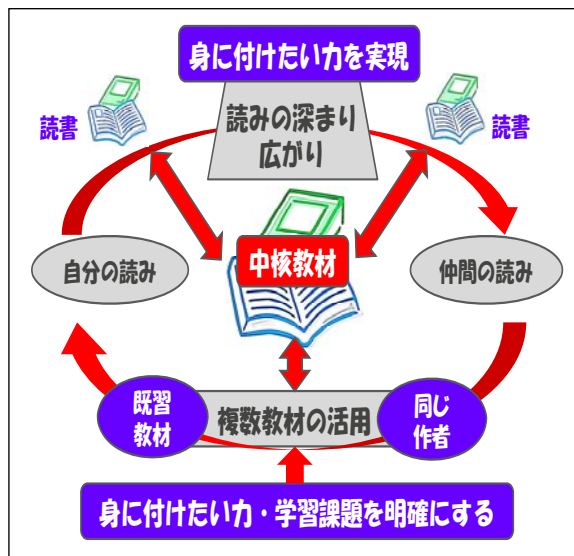 身に付けたい力を実現
読書
読みの深まり
広がり
読書
自分の読み
中核教材
仲間の読み
既習
教材
複数教材の活用
同じ
作者
身に付けたい力・学習課題を明確にする